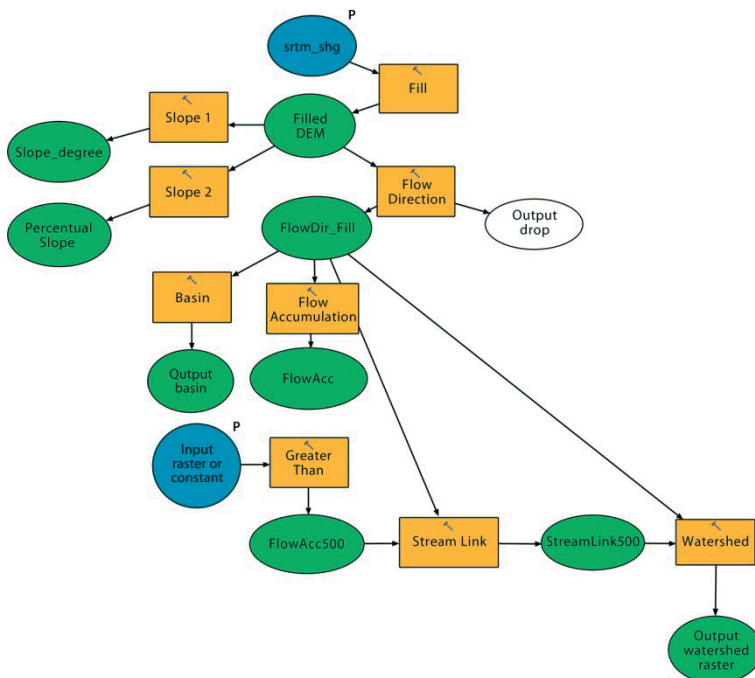 P
srtm_shg
Fill
Slope 1
Filled
DEM
Slope_degree
Slope 2
Flow
Direction
Percentual
Slope
FlowDir_Fill
Output
drop
Basin
Flow
Accumulation
Qutput
basin
FlowAcc
P
Input
raster or
constant
Greater
Than
FlowAcc500
Stream Link
StreamLink500
Watershed
Output
watershed
raster